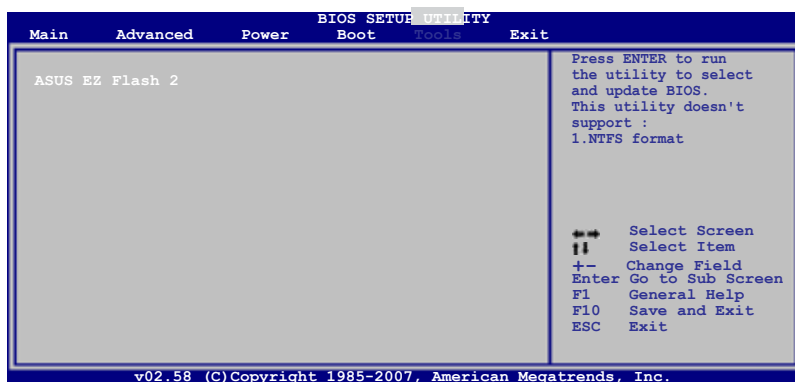 BIOS SETUP UTILITY
Main Advanced Power Boot Tools Exit
ASUS EZ Flash 2
Press ENTER to run
the utility to select
and update BIOS.
This utility doesn't
support :
1.NTFS format
Select Screen
Select Item
+- Change Field
Enter Go to Sub Screen
F1 General Help
F10 Save and Exit
ESC Exit
v02.58 (C)Copyright 1985-2007, American Megatrends, Inc.